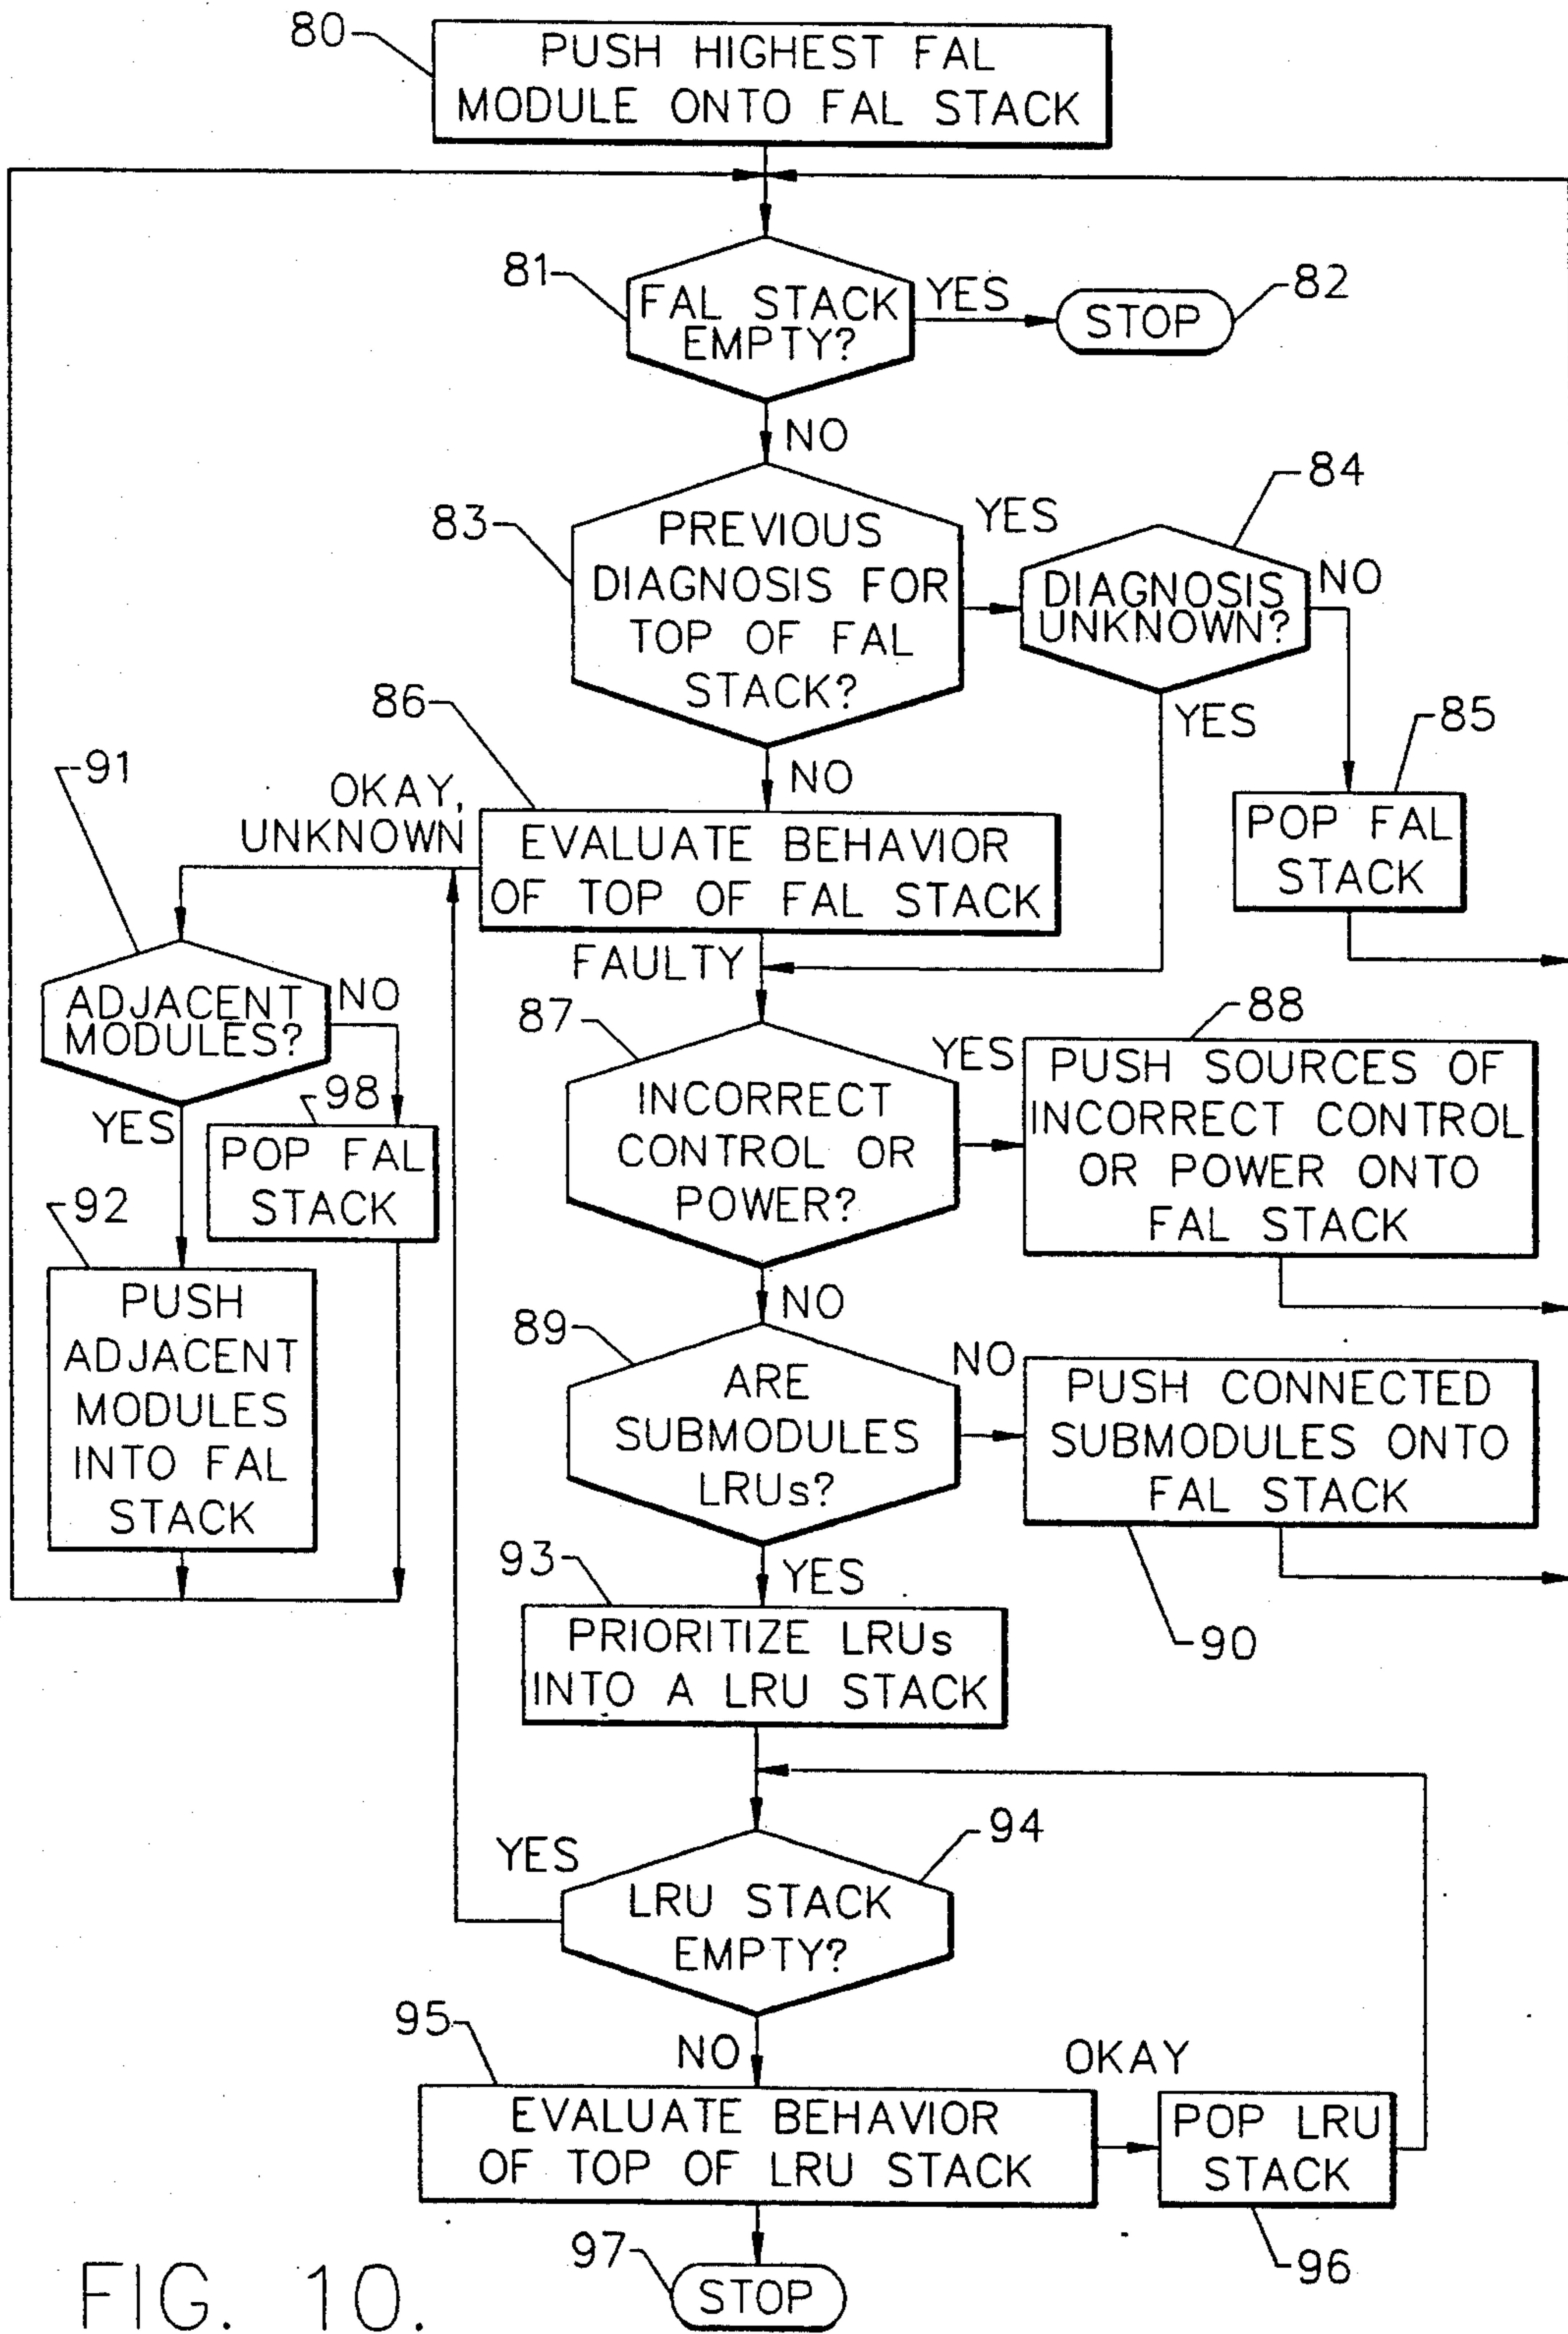 80
PUSH HIGHEST FAL
MODULE ONTO FAL STACK
81
FAL STACK
EMPTY?
YES
STOP
82
NO
83
PREVIOUS
DIAGNOSIS FOR
TOP OF FAL
STACK?
YES
84
DIAGNOSIS
UNKNOWN?
NO
YES
85
POP FAL
STACK
NO
86
EVALUATE BEHAVIOR
OF TOP OF FAL STACK
OKAY,
UNKNOWN
FAULTY
91
ADJACENT
MODULES?
NO
98
POP FAL
STACK
YES
92
PUSH
ADJACENT
MODULES
INTO FAL
STACK
87
INCORRECT
CONTROL OR
POWER?
YES
88
PUSH SOURCES OF
INCORRECT CONTROL
OR POWER ONTO
FAL STACK
NO
89
ARE
SUBMODULES
LRUs?
NO
PUSH CONNECTED
SUBMODULES ONTO
FAL STACK
90
YES
93
PRIORITIZE LRUs
INTO A LRU STACK
94
LRU STACK
EMPTY?
YES
NO
95
EVALUATE BEHAVIOR
OF TOP OF LRU STACK
OKAY
POP LRU
STACK
96
97
STOP
FIG. 10.